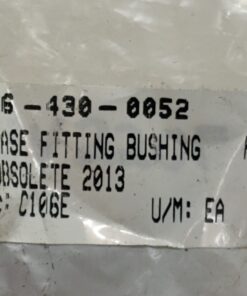 6-430-0052
ASE FITTING BUSHING
OBSOLETE 2013
: C106E U/M: EA